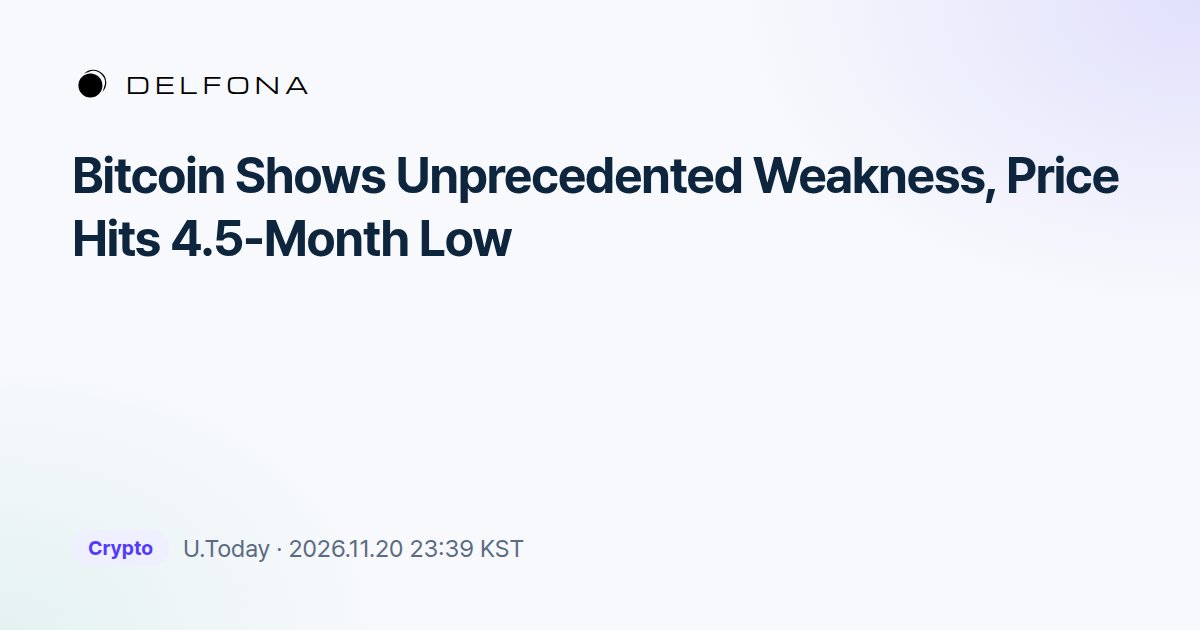 DELFONA
Bitcoin Shows Unprecedented Weakness, Price
Hits 4.5-Month Low
Crypto U.Today · 2026.11.20 23:39 KST